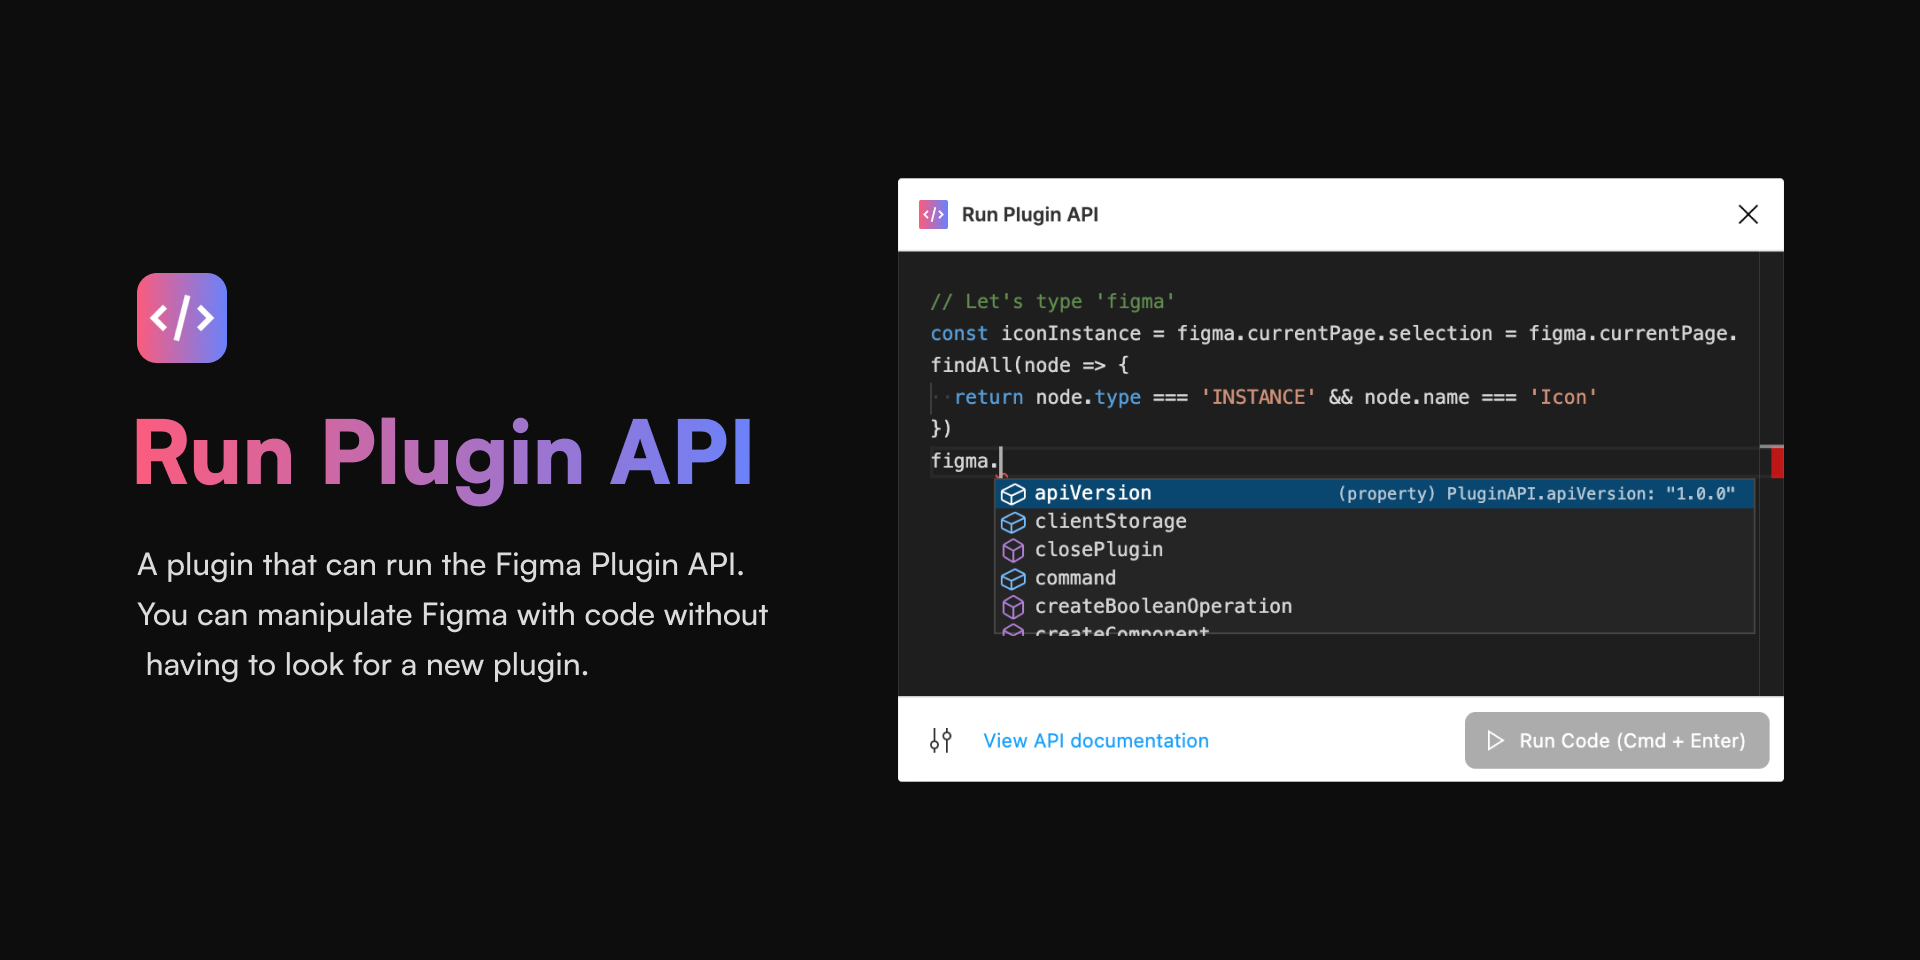 </>
Run Plugin API
A plugin that can run the Figma Plugin API.
You can manipulate Figma with code without
having to look for a new plugin.
</> Run Plugin API
// Let's type 'figma'
const iconInstance = figma.currentPage.selection = figma.currentPage.
findAll(node => {
return node.type === 'INSTANCE' && node.name === 'Icon'
})
figma.
apiVersion (property) PluginAPI.apiVersion: "1.0.0"
clientStorage
closePlugin
command
createBooleanOperation
createComponent
View API documentation Run Code (Cmd + Enter)